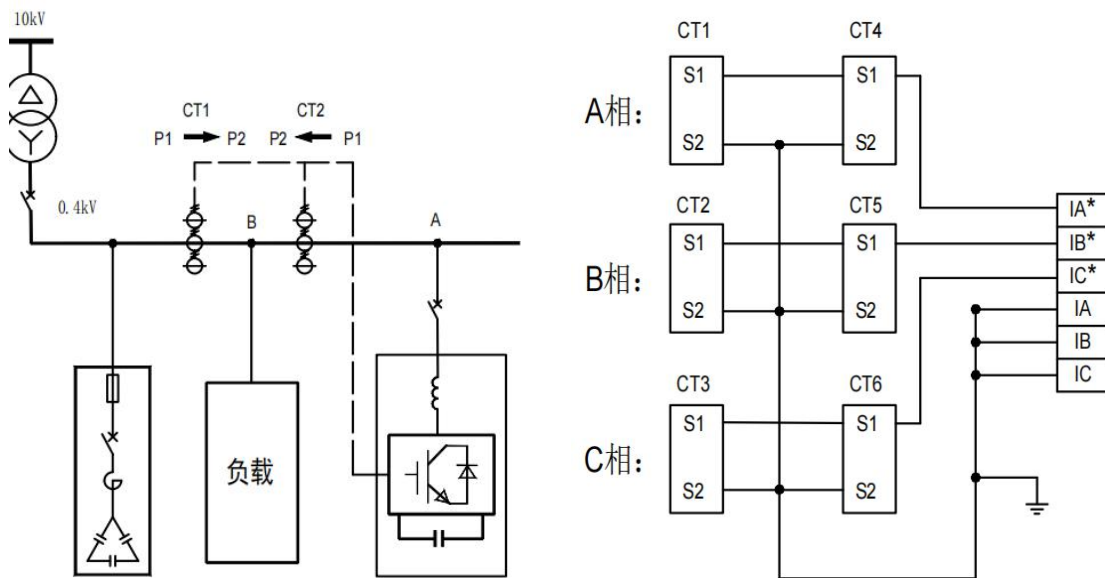 10kV
CT1 CT2
P1 P2 P2 P1
0.4kV
B A
负载
CT1 CT4
S1 S1
A相：
S2 S2
CT2 CT5
S1 S1
B相：
S2 S2
CT3 CT6
S1 S1
C相：
S2 S2
IA*
IB*
IC*
IA
IB
IC